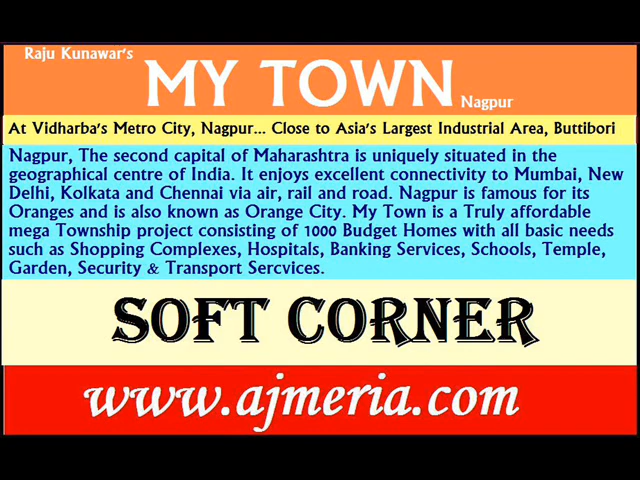 Raju Kunawar's
MY TOWN
Nagpur
At Vidharba's Metro City, Nagpur... Close to Asia's Largest Industrial Area, Buttibori
Nagpur, The second capital of Maharashtra is uniquely situated in the
geographical centre of India. It enjoys excellent connectivity to Mumbai, New
Delhi, Kolkata and Chennai via air, rail and road. Nagpur is famous for its
Oranges and is also known as Orange City. My Town is a Truly affordable
mega Township project consisting of 1000 Budget Homes with all basic needs
such as Shopping Complexes, Hospitals, Banking Services, Schools, Temple,
Garden, Security & Transport Sercvices.
SOFT CORNER
www.ajmeria.com